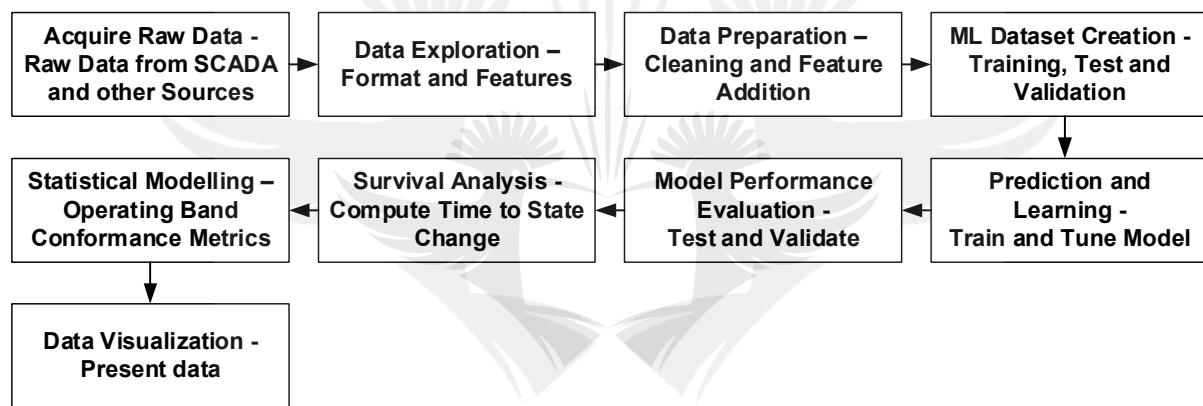 Acquire Raw Data -
Raw Data from SCADA
and other Sources
Data Exploration –
Format and Features
Data Preparation –
Cleaning and Feature
Addition
ML Dataset Creation -
Training, Test and
Validation
Prediction and
Learning -
Train and Tune Model
Model Performance
Evaluation -
Test and Validate
Survival Analysis -
Compute Time to State
Change
Statistical Modelling –
Operating Band
Conformance Metrics
Data Visualization -
Present data